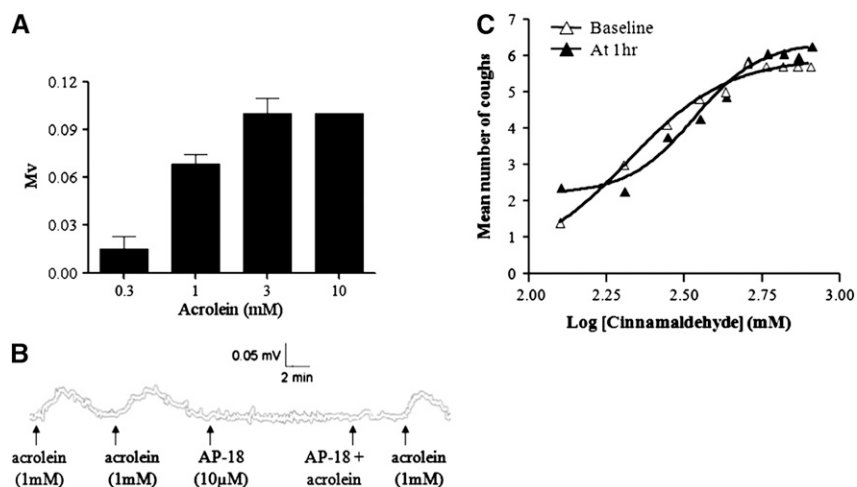 A
0.12
0.09
0.06
0.03
0.00
Mv
0.3
1
3
10
Acrolein (mM)
B
0.05 mV
2 min
acrolein
(1mM)
acrolein
(1mM)
AP-18
(10µM)
AP-18 +
acrolein
acrolein
(1mM)
C
Baseline
At 1hr
7
6
5
4
3
2
1
0
Mean number of coughs
2.00
2.25
2.50
2.75
3.00
Log [Cinnamaldehyde] (mM)